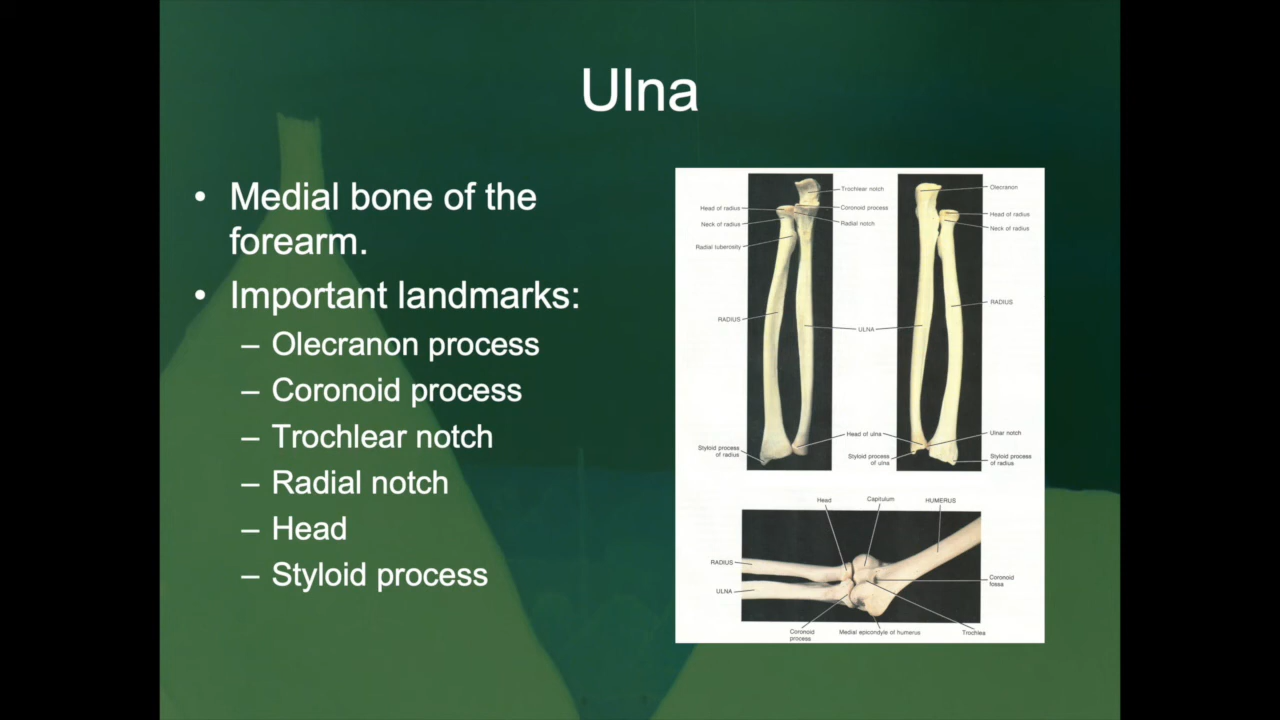 Ulna
• Medial bone of the
forearm.
• Important landmarks:
– Olecranon process
– Coronoid process
– Trochlear notch
– Radial notch
– Head
– Styloid process
Trochlear notch
Head of radius
Coronoid process
Neck of radius
Radial notch
Radial tuberosity
RADIUS
ULNA
Styloid process
of radius
Head of ulna
Olecranon
Head of radius
Neck of radius
RADIUS
Ulnar notch
Styloid process
of ulna
Styloid process
of radius
Head
Capitulum
HUMERUS
RADIUS
ULNA
Coronoid
fossa
Coronoid
process
Medial epicondyle of humerus
Trochlea